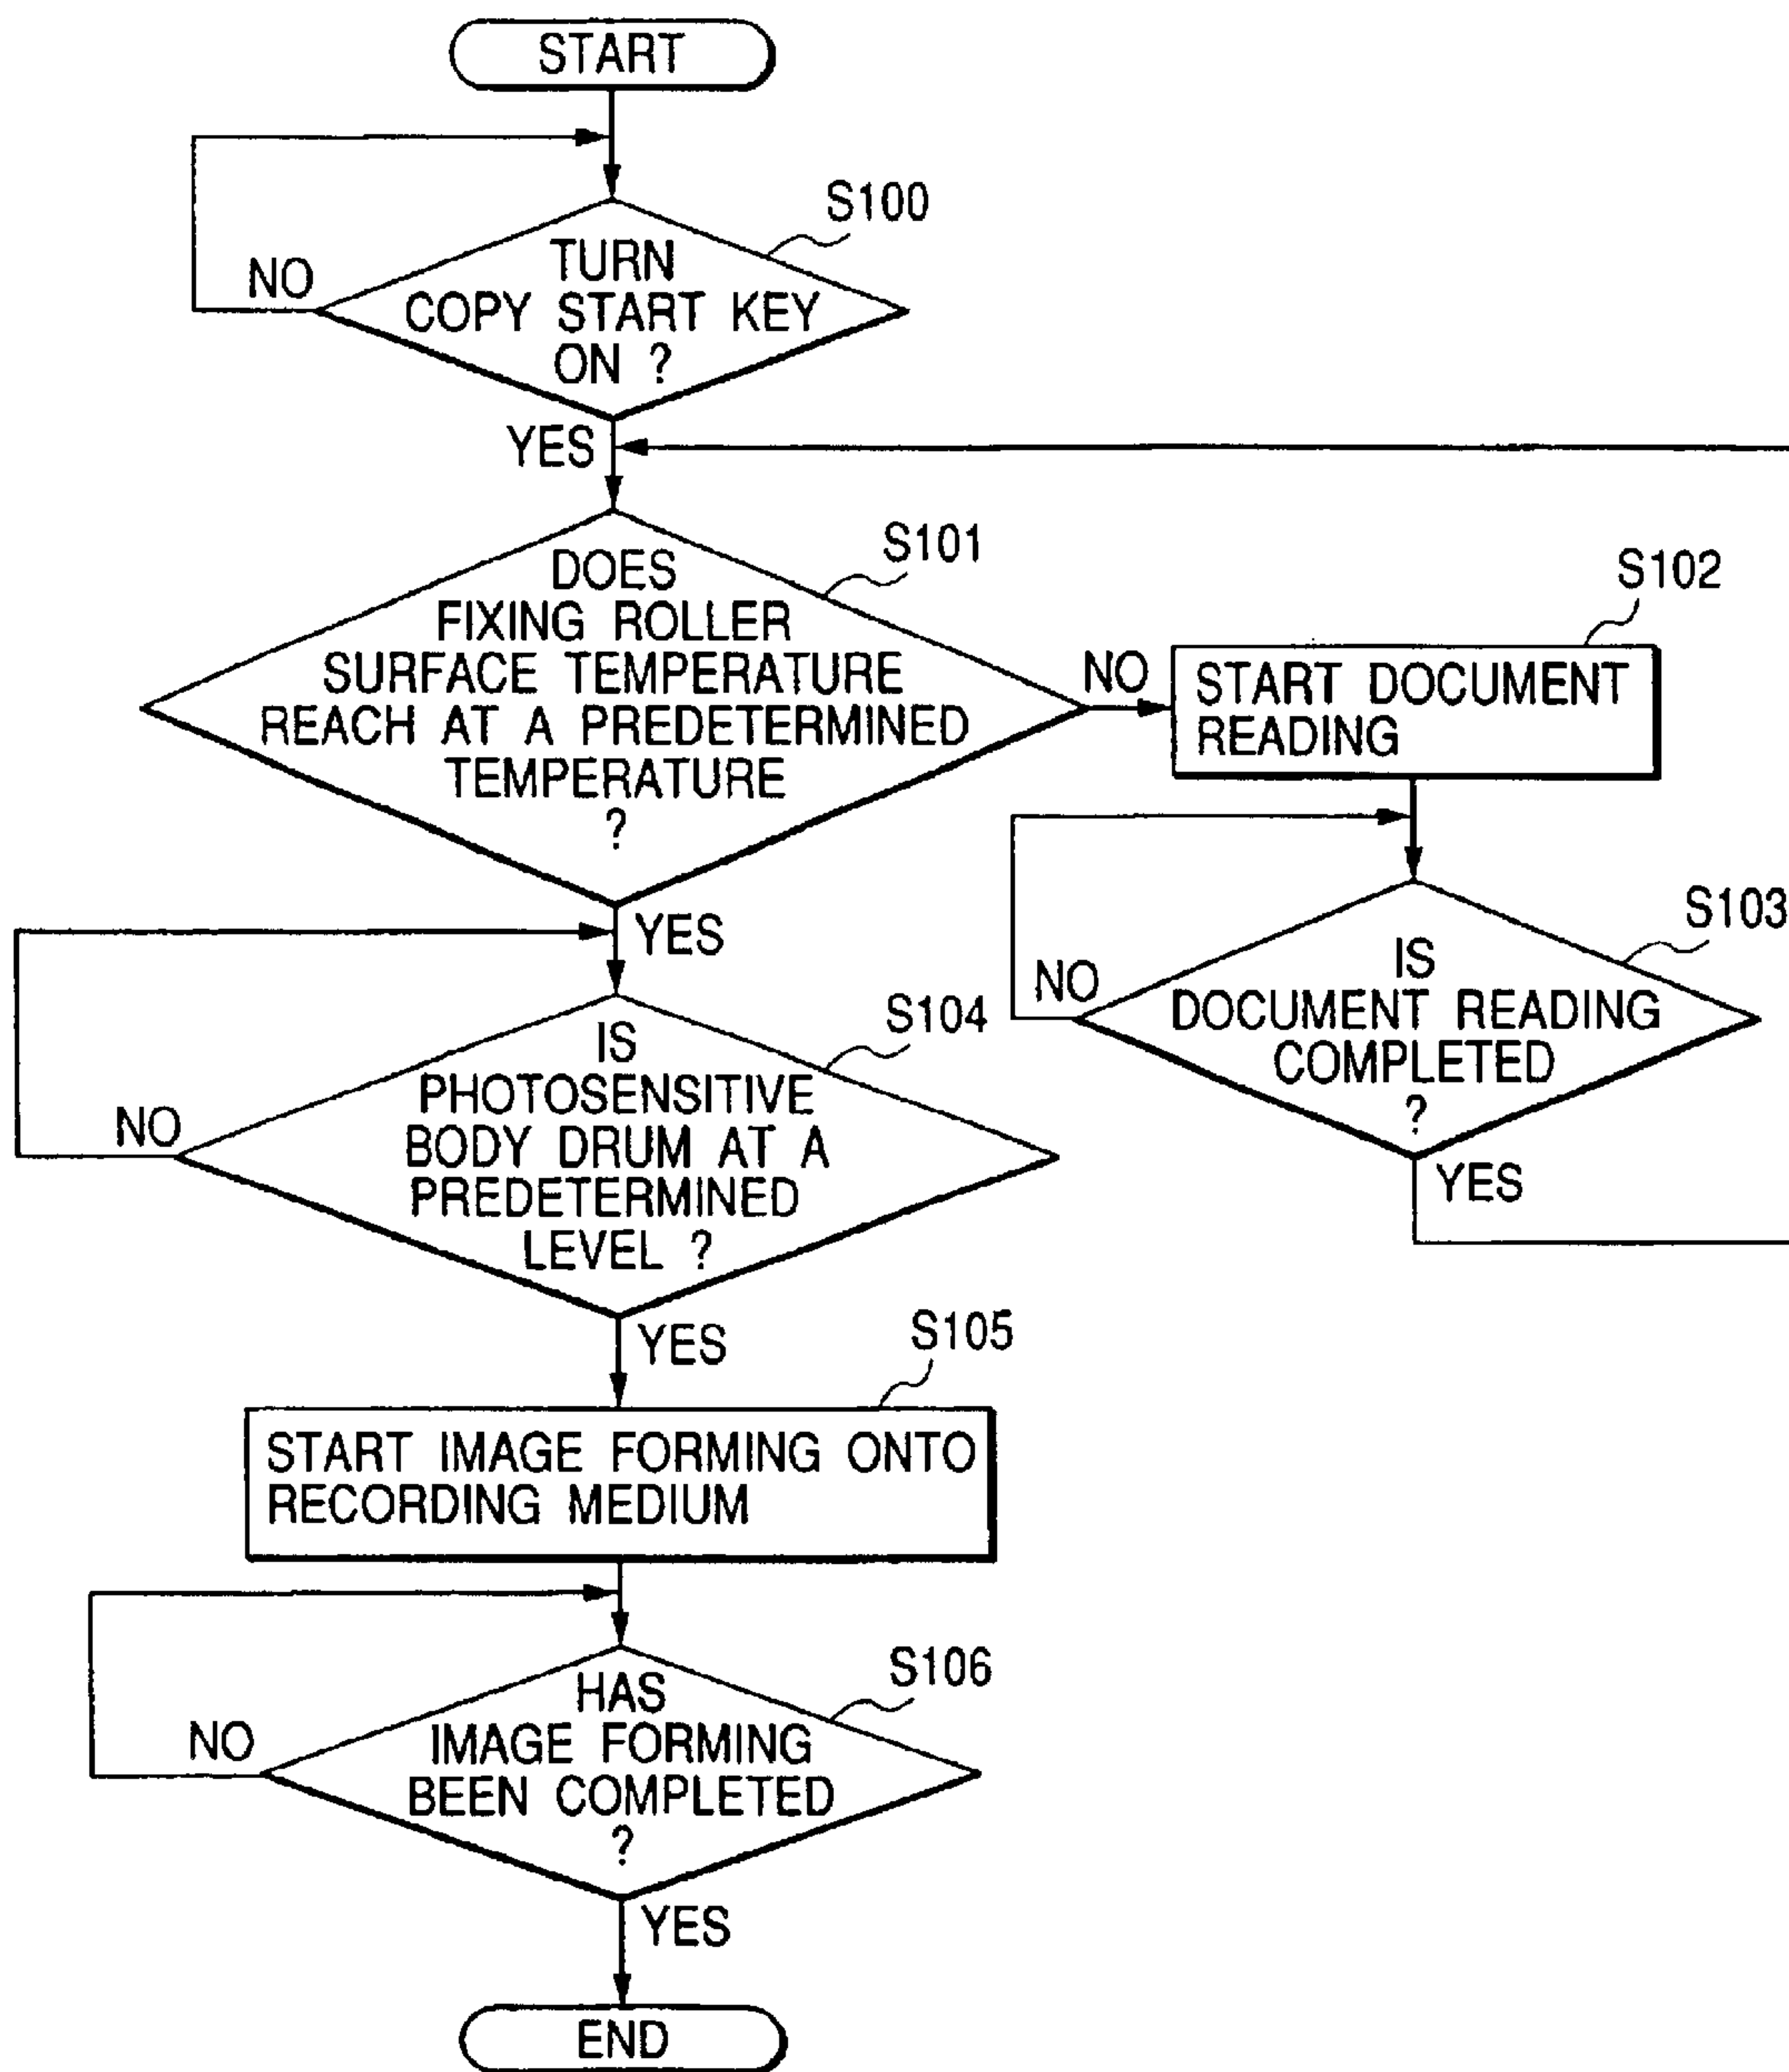 START
S100
TURN
COPY START KEY
ON ?
NO
YES
S101
DOES
FIXING ROLLER
SURFACE TEMPERATURE
REACH AT A PREDETERMINED
TEMPERATURE
?
NO
S102
START DOCUMENT
READING
YES
S103
IS
DOCUMENT READING
COMPLETED
?
NO
YES
S104
IS
PHOTOSENSITIVE
BODY DRUM AT A
PREDETERMINED
LEVEL ?
NO
YES
S105
START IMAGE FORMING ONTO
RECORDING MEDIUM
S106
HAS
IMAGE FORMING
BEEN COMPLETED
?
NO
YES
END